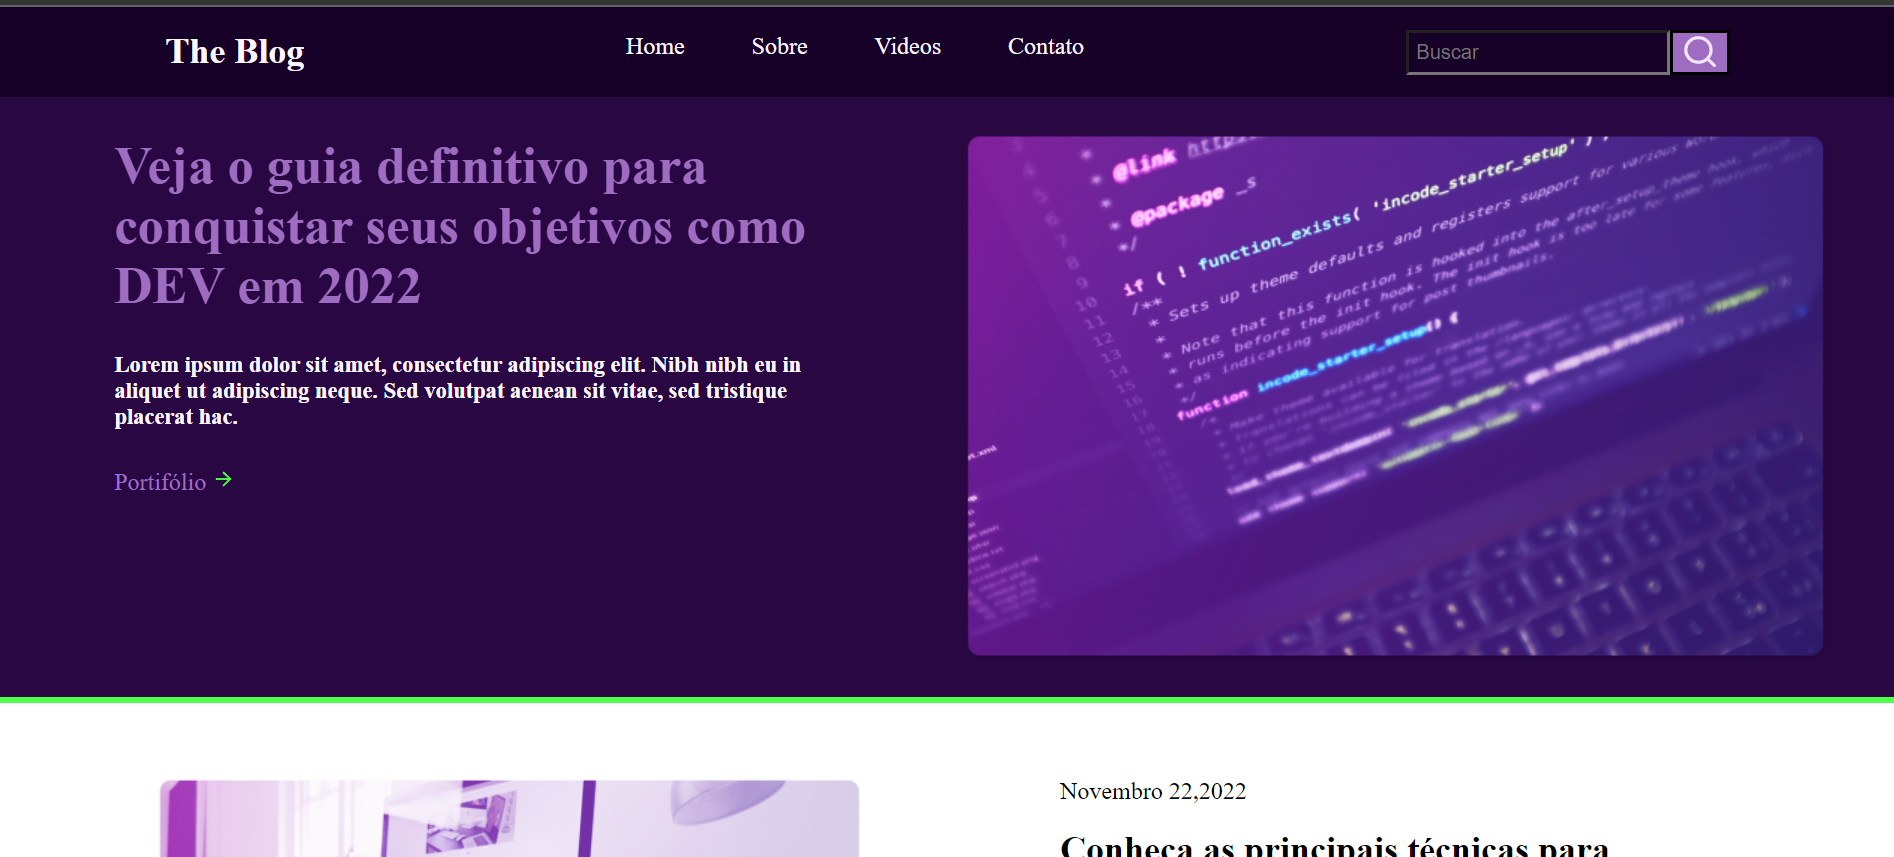 The Blog
Home
Sobre
Videos
Contato
Buscar
Veja o guia definitivo para
conquistar seus objetivos como
DEV em 2022
Lorem ipsum dolor sit amet, consectetur adipiscing elit. Nibh nibh eu in
aliquet ut adipiscing neque. Sed volutpat aenean sit vitae, sed tristique
placerat hac.
Portifólio
* @link
* @package _s
*/
if ( ! function_exists( 'incode_starter_setup' ) )
/**
* Sets up theme defaults and registers support for various
*
* Note that this function is hooked into the after_setup_theme hook, which
* runs before the init hook. The init hook is too late for some features,
* as indicating support for post thumbnails.
*/
function incode_starter_setup() {
Novembro 22,2022
Conheça as principais técnicas para